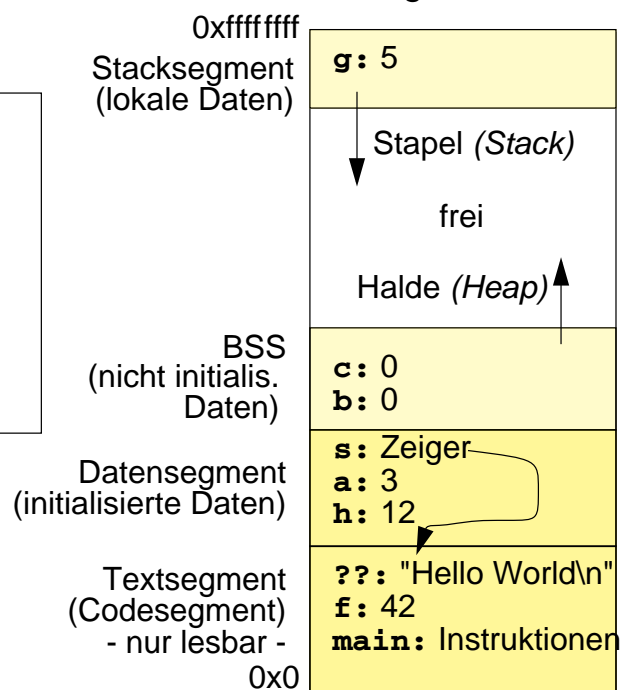 0xffffffff
Stacksegment
(lokale Daten)
g: 5
Stapel (Stack)
frei
Halde (Heap)
BSS
(nicht initialis.
Daten)
c: 0
b: 0
Datensegment
(initialisierte Daten)
s: Zeiger
a: 3
h: 12
Textsegment
(Codesegment)
- nur lesbar -
0x0
??: "Hello World\n"
f: 42
main: Instruktionen